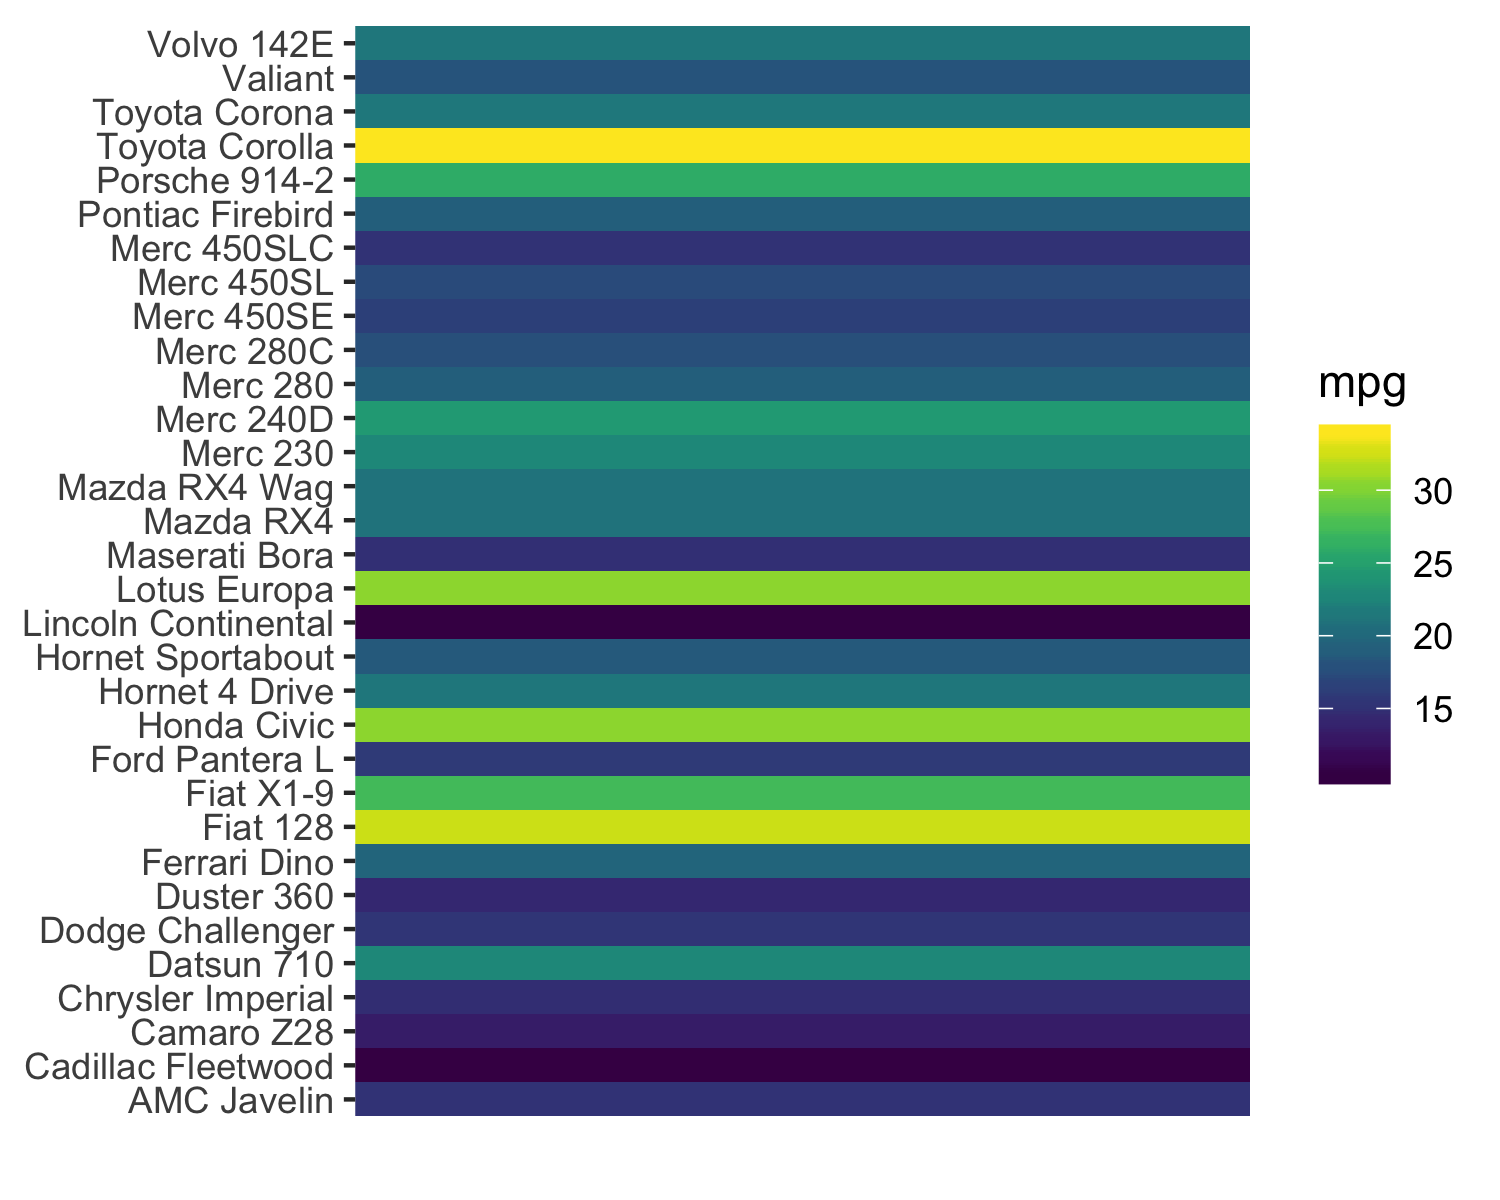 Volvo 142E
Valiant
Toyota Corona
Toyota Corolla
Porsche 914-2
Pontiac Firebird
Merc 450SLC
Merc 450SL
Merc 450SE
Merc 280C
Merc 280
Merc 240D
Merc 230
Mazda RX4 Wag
Mazda RX4
Maserati Bora
Lotus Europa
Lincoln Continental
Hornet Sportabout
Hornet 4 Drive
Honda Civic
Ford Pantera L
Fiat X1-9
Fiat 128
Ferrari Dino
Duster 360
Dodge Challenger
Datsun 710
Chrysler Imperial
Camaro Z28
Cadillac Fleetwood
AMC Javelin
mpg
30
25
20
15